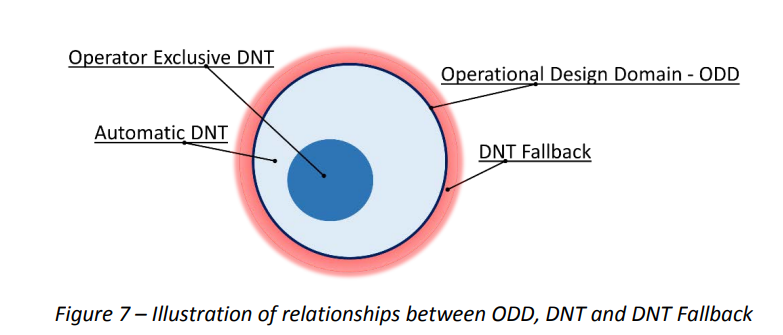 Operator Exclusive DNT
Operational Design Domain - ODD
Automatic DNT
DNT Fallback
Figure 7 – Illustration of relationships between ODD, DNT and DNT Fallback